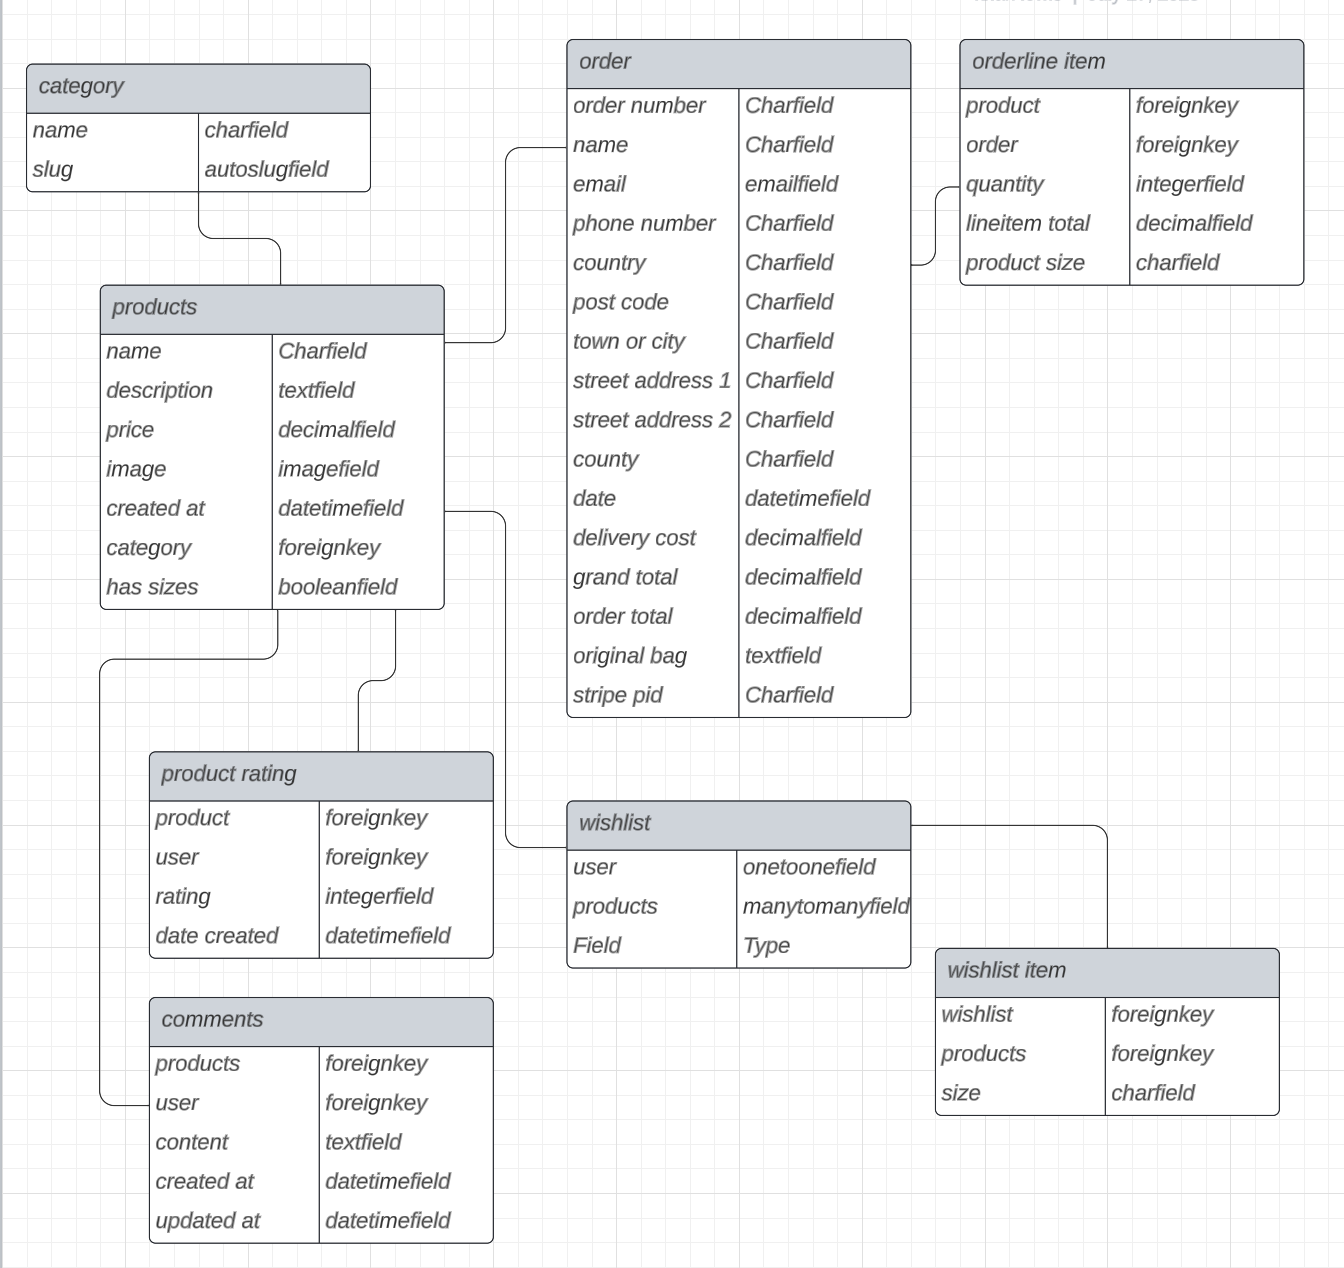 category
name charfield
slug autoslugfield
products
name Charfield
description textfield
price decimalfield
image imagefield
created at datetimefield
category foreignkey
has sizes booleanfield
order
order number Charfield
name Charfield
email emailfield
phone number Charfield
country Charfield
post code Charfield
town or city Charfield
street address 1 Charfield
street address 2 Charfield
county Charfield
date datetimefield
delivery cost decimalfield
grand total decimalfield
order total decimalfield
original bag textfield
stripe pid Charfield
orderline item
product foreignkey
order foreignkey
quantity integerfield
lineitem total decimalfield
product size charfield
product rating
product foreignkey
user foreignkey
rating integerfield
date created datetimefield
comments
products foreignkey
user foreignkey
content textfield
created at datetimefield
updated at datetimefield
wishlist
user onetoonefield
products manytomanyfield
Field Type
wishlist item
wishlist foreignkey
products foreignkey
size charfield